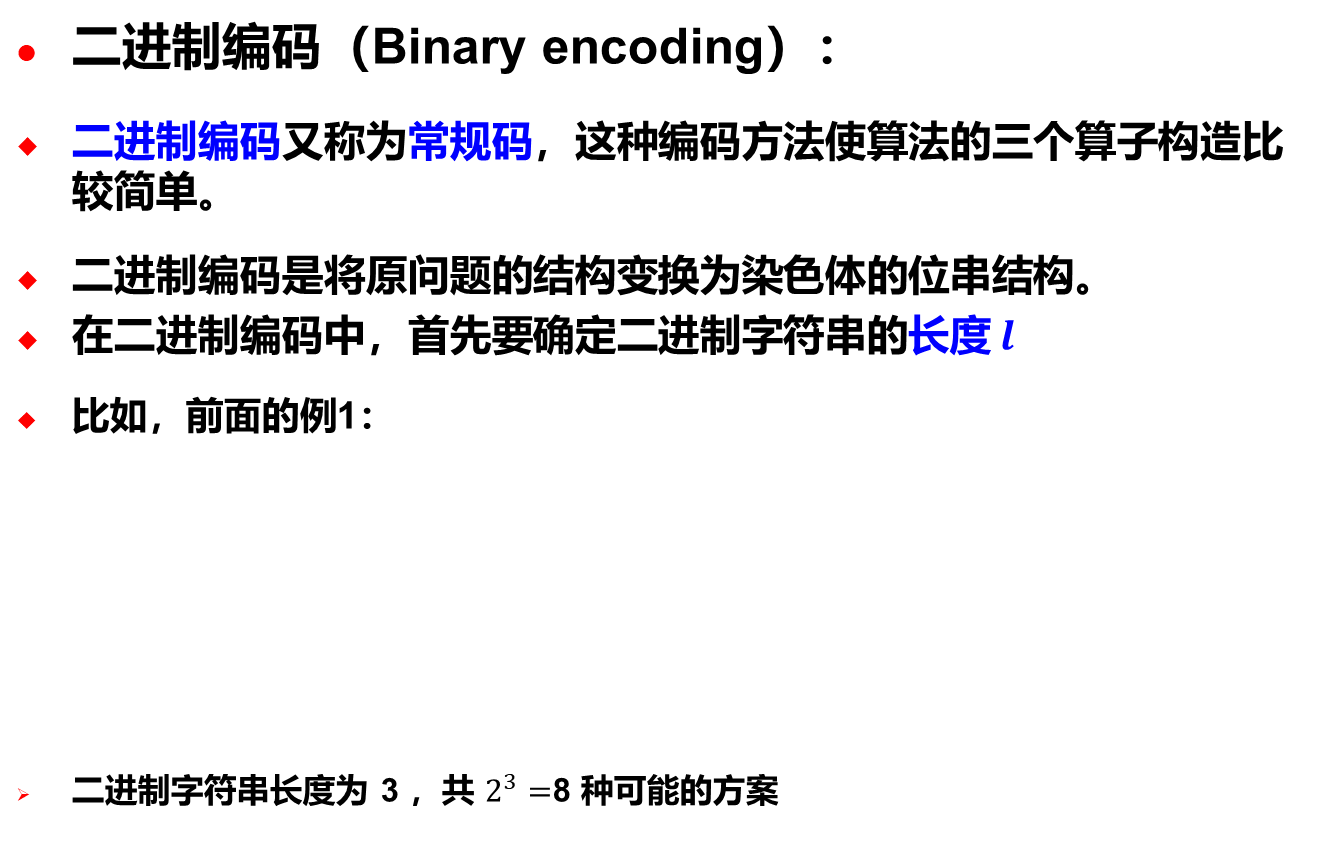 二进制编码（Binary encoding）:
二进制编码又称为常规码，这种编码方法使算法的三个算子构造比
较简单。
二进制编码是将原问题的结构变换为染色体的位串结构。
在二进制编码中，首先要确定二进制字符串的长度 l
比如，前面的例1：
二进制字符串长度为 3 ，共 2³ =8 种可能的方案